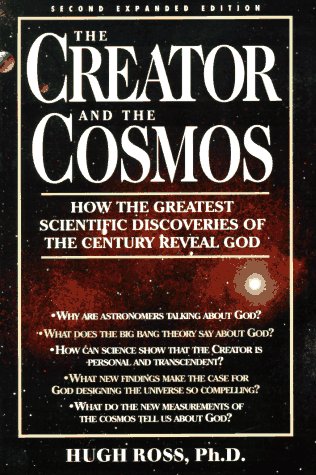 SECOND EXPANDED EDITION
THE
CREATOR
AND THE
COSMOS
HOW THE GREATEST
SCIENTIFIC DISCOVERIES OF
THE CENTURY REVEAL GOD
•WHY ARE ASTRONOMERS TALKING ABOUT GOD?
•WHAT DOES THE BIG BANG THEORY SAY ABOUT GOD?
•HOW CAN SCIENCE SHOW THAT THE CREATOR IS
PERSONAL AND TRANSCENDENT?
•WHAT NEW FINDINGS MAKE THE CASE FOR
GOD DESIGNING THE UNIVERSE SO COMPELLING?
•WHAT DO THE NEW MEASUREMENTS OF
THE COSMOS TELL US ABOUT GOD?
HUGH ROSS, Ph.D.